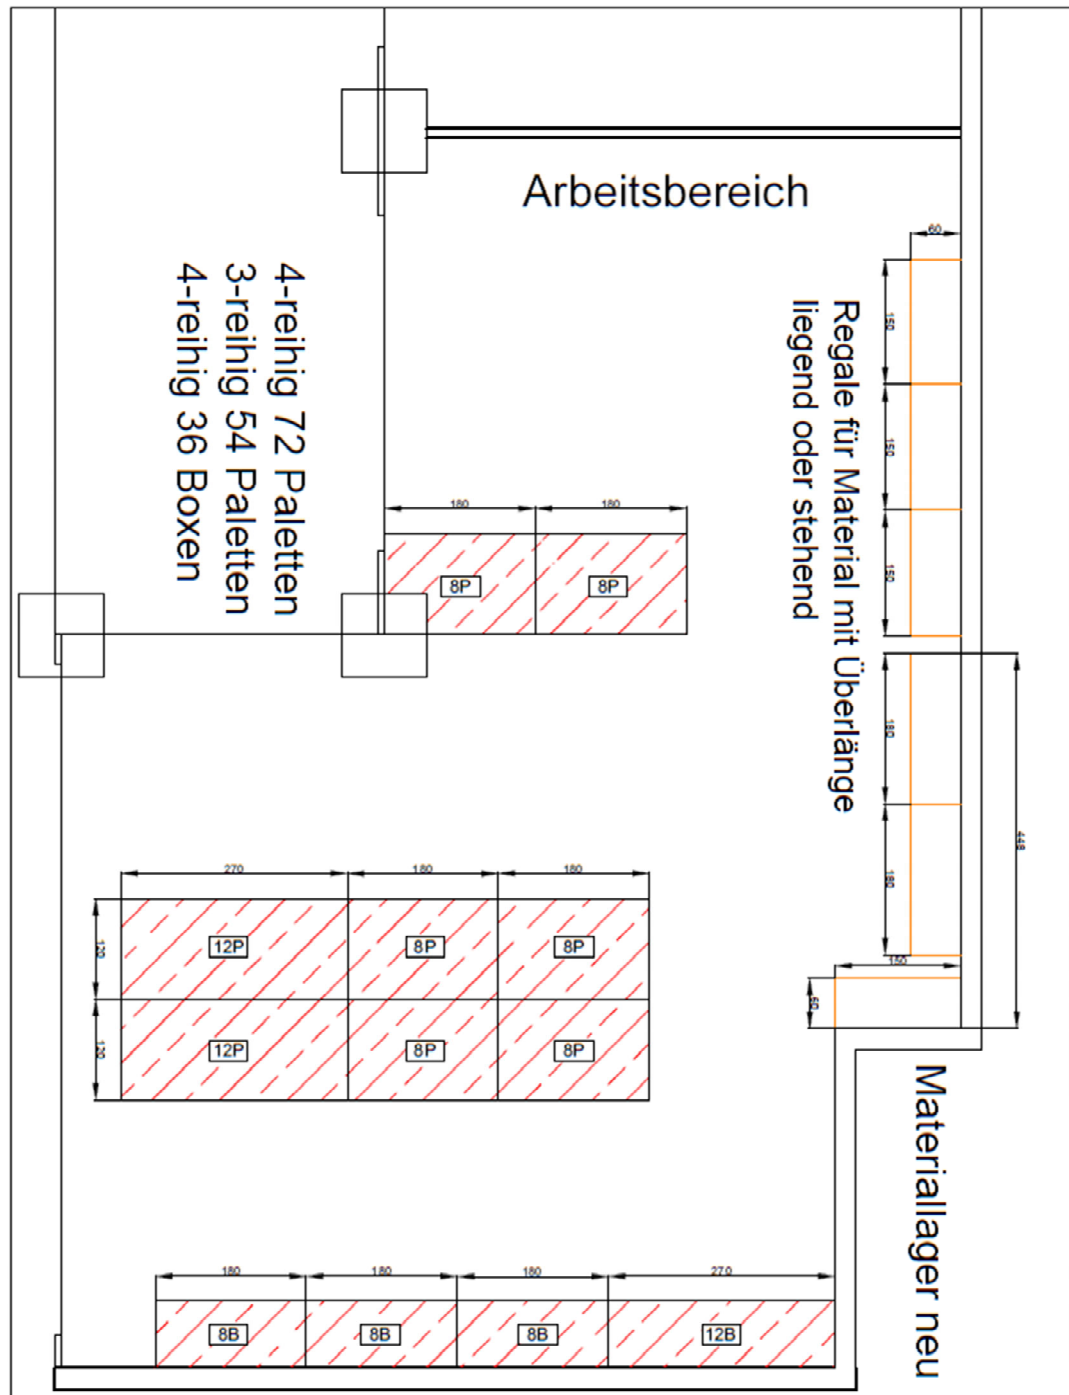 Arbeitsbereich
60
150
150
150
Regale für Material mit Überlänge
liegend oder stehend
4-reihig 72 Paletten
3-reihig 54 Paletten
4-reihig 36 Boxen
180 180
8P 8P
180
180
448
150
60
270 180 180
120
12P 8P 8P
120
12P 8P 8P
Materiallager neu
180 180 180 270
8B 8B 8B 12B